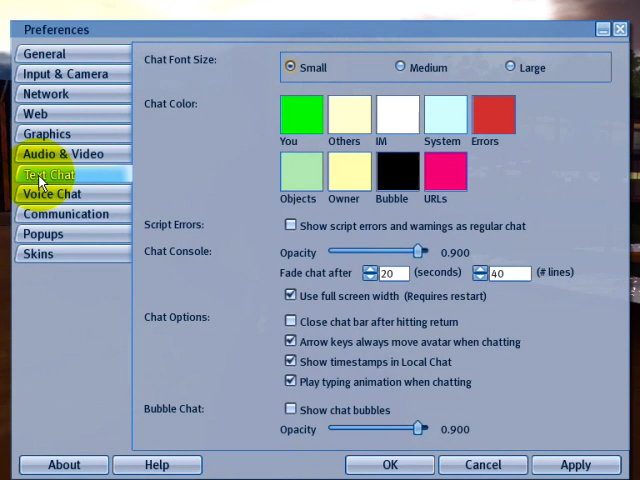 Preferences
General
Input & Camera
Network
Web
Graphics
Audio & Video
Text Chat
Voice Chat
Communication
Popups
Skins
Chat Font Size:
Small Medium Large
Chat Color:
You Others IM System Errors
Objects Owner Bubble URLs
Script Errors:
Show script errors and warnings as regular chat
Chat Console:
Opacity 0.900
Fade chat after 20 (seconds) 40 (# lines)
Use full screen width (Requires restart)
Chat Options:
Close chat bar after hitting return
Arrow keys always move avatar when chatting
Show timestamps in Local Chat
Play typing animation when chatting
Bubble Chat:
Show chat bubbles
Opacity 0.900
About Help OK Cancel Apply